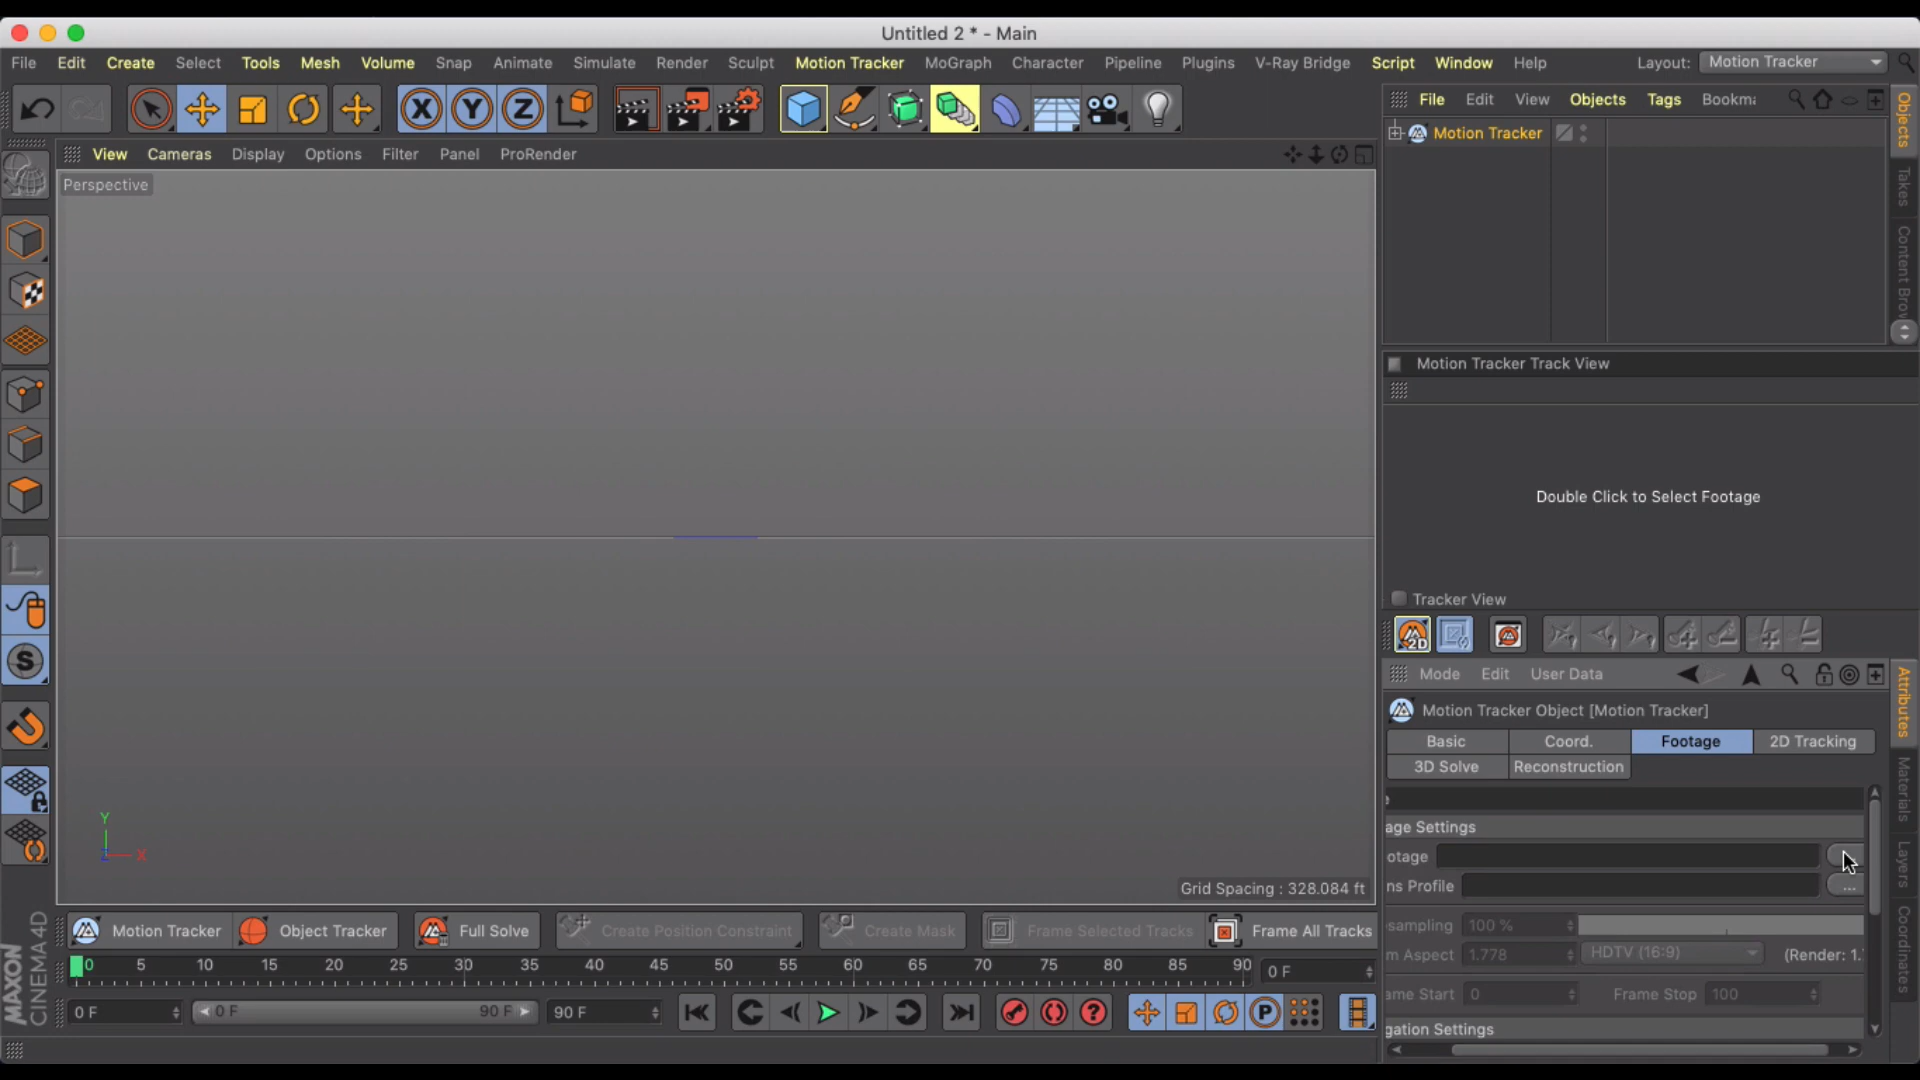 Untitled 2 * - Main
File Edit Create Select Tools Mesh Volume Snap Animate Simulate Render Sculpt Motion Tracker MoGraph Character Pipeline Plugins V-Ray Bridge Script Window Help Layout: Motion Tracker
X Y Z
File Edit View Objects Tags Bookma
Motion Tracker
Objects
Takes
Content Brow
View Cameras Display Options Filter Panel ProRender
Perspective
Motion Tracker Track View
Double Click to Select Footage
Tracker View
2D
Mode Edit User Data
Motion Tracker Object [Motion Tracker]
Basic Coord. Footage 2D Tracking
3D Solve Reconstruction
age Settings
otage ...
ns Profile ...
sampling 100 %
m Aspect 1.778 HDTV (16:9) (Render: 1.
ame Start 0 Frame Stop 100
gation Settings
Attributes
Materials
Layers
Coordinates
S
Y
Z X
Grid Spacing : 328.084 ft
Motion Tracker Object Tracker Full Solve Create Position Constraint Create Mask Frame Selected Tracks Frame All Tracks
0 5 10 15 20 25 30 35 40 45 50 55 60 65 70 75 80 85 90 0 F
0 F 0 F 90 F 90 F ? P
MAXON
CINEMA 4D